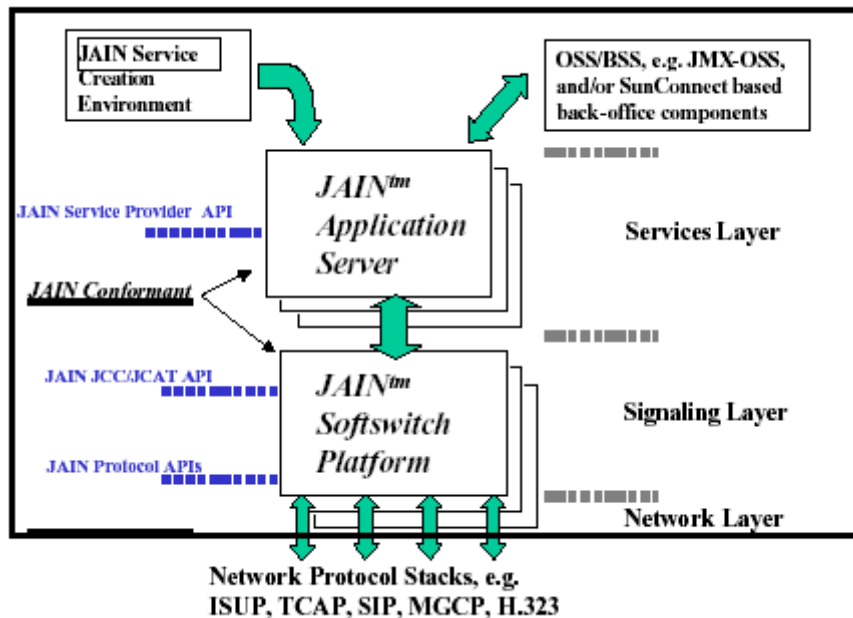 JAIN Service
Creation
Environment
OSS/BSS, e.g. JMX-OSS,
and/or SunConnect based
back-office components
JAIN™
Application
Server
JAIN Service Provider API
Services Layer
JAIN Conformant
JAIN JCC/JCAT API
JAIN™
Softswitch
Platform
Signaling Layer
JAIN Protocol APIs
Network Layer
Network Protocol Stacks, e.g.
ISUP, TCAP, SIP, MGCP, H.323